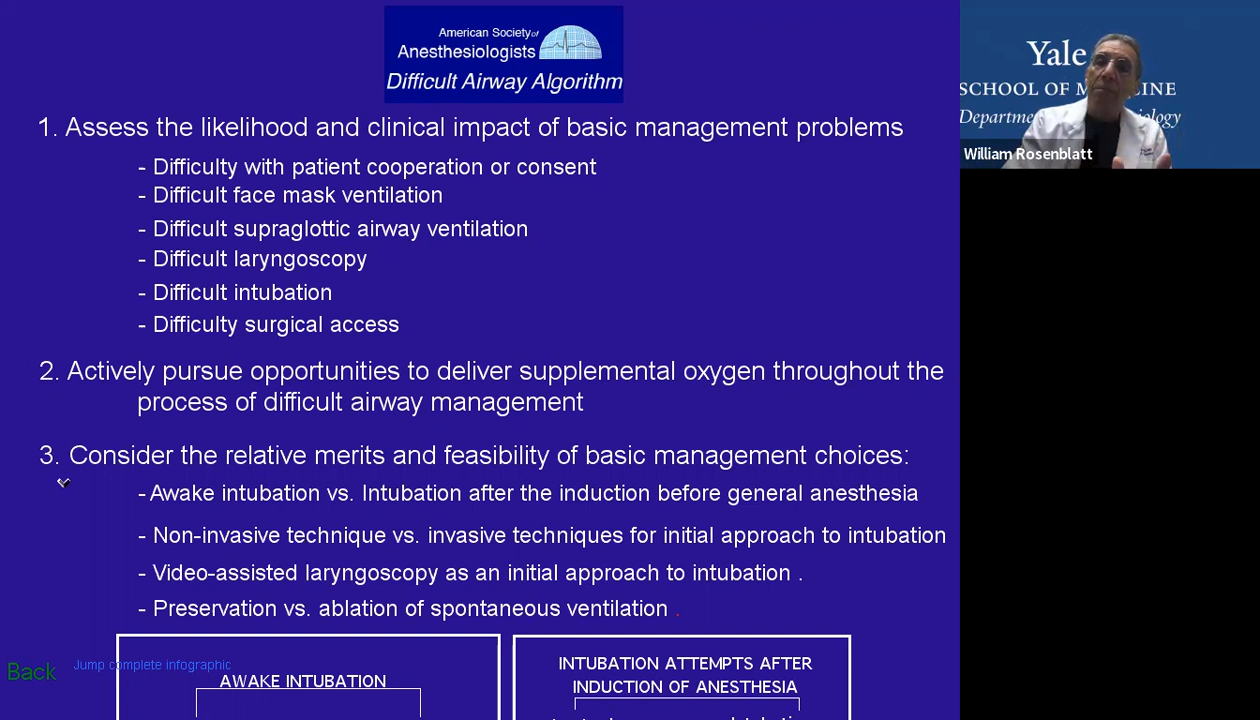 American Society of
Anesthesiologists
Difficult Airway Algorithm
1. Assess the likelihood and clinical impact of basic management problems
- Difficulty with patient cooperation or consent
- Difficult face mask ventilation
- Difficult supraglottic airway ventilation
- Difficult laryngoscopy
- Difficult intubation
- Difficulty surgical access
2. Actively pursue opportunities to deliver supplemental oxygen throughout the
process of difficult airway management
3. Consider the relative merits and feasibility of basic management choices:
- Awake intubation vs. Intubation after the induction before general anesthesia
- Non-invasive technique vs. invasive techniques for initial approach to intubation
- Video-assisted laryngoscopy as an initial approach to intubation .
- Preservation vs. ablation of spontaneous ventilation .
Back
Jump complete infographic
AWAKE INTUBATION
INTUBATION ATTEMPTS AFTER
INDUCTION OF ANESTHESIA
Yale
SCHOOL OF
William Rosenblatt